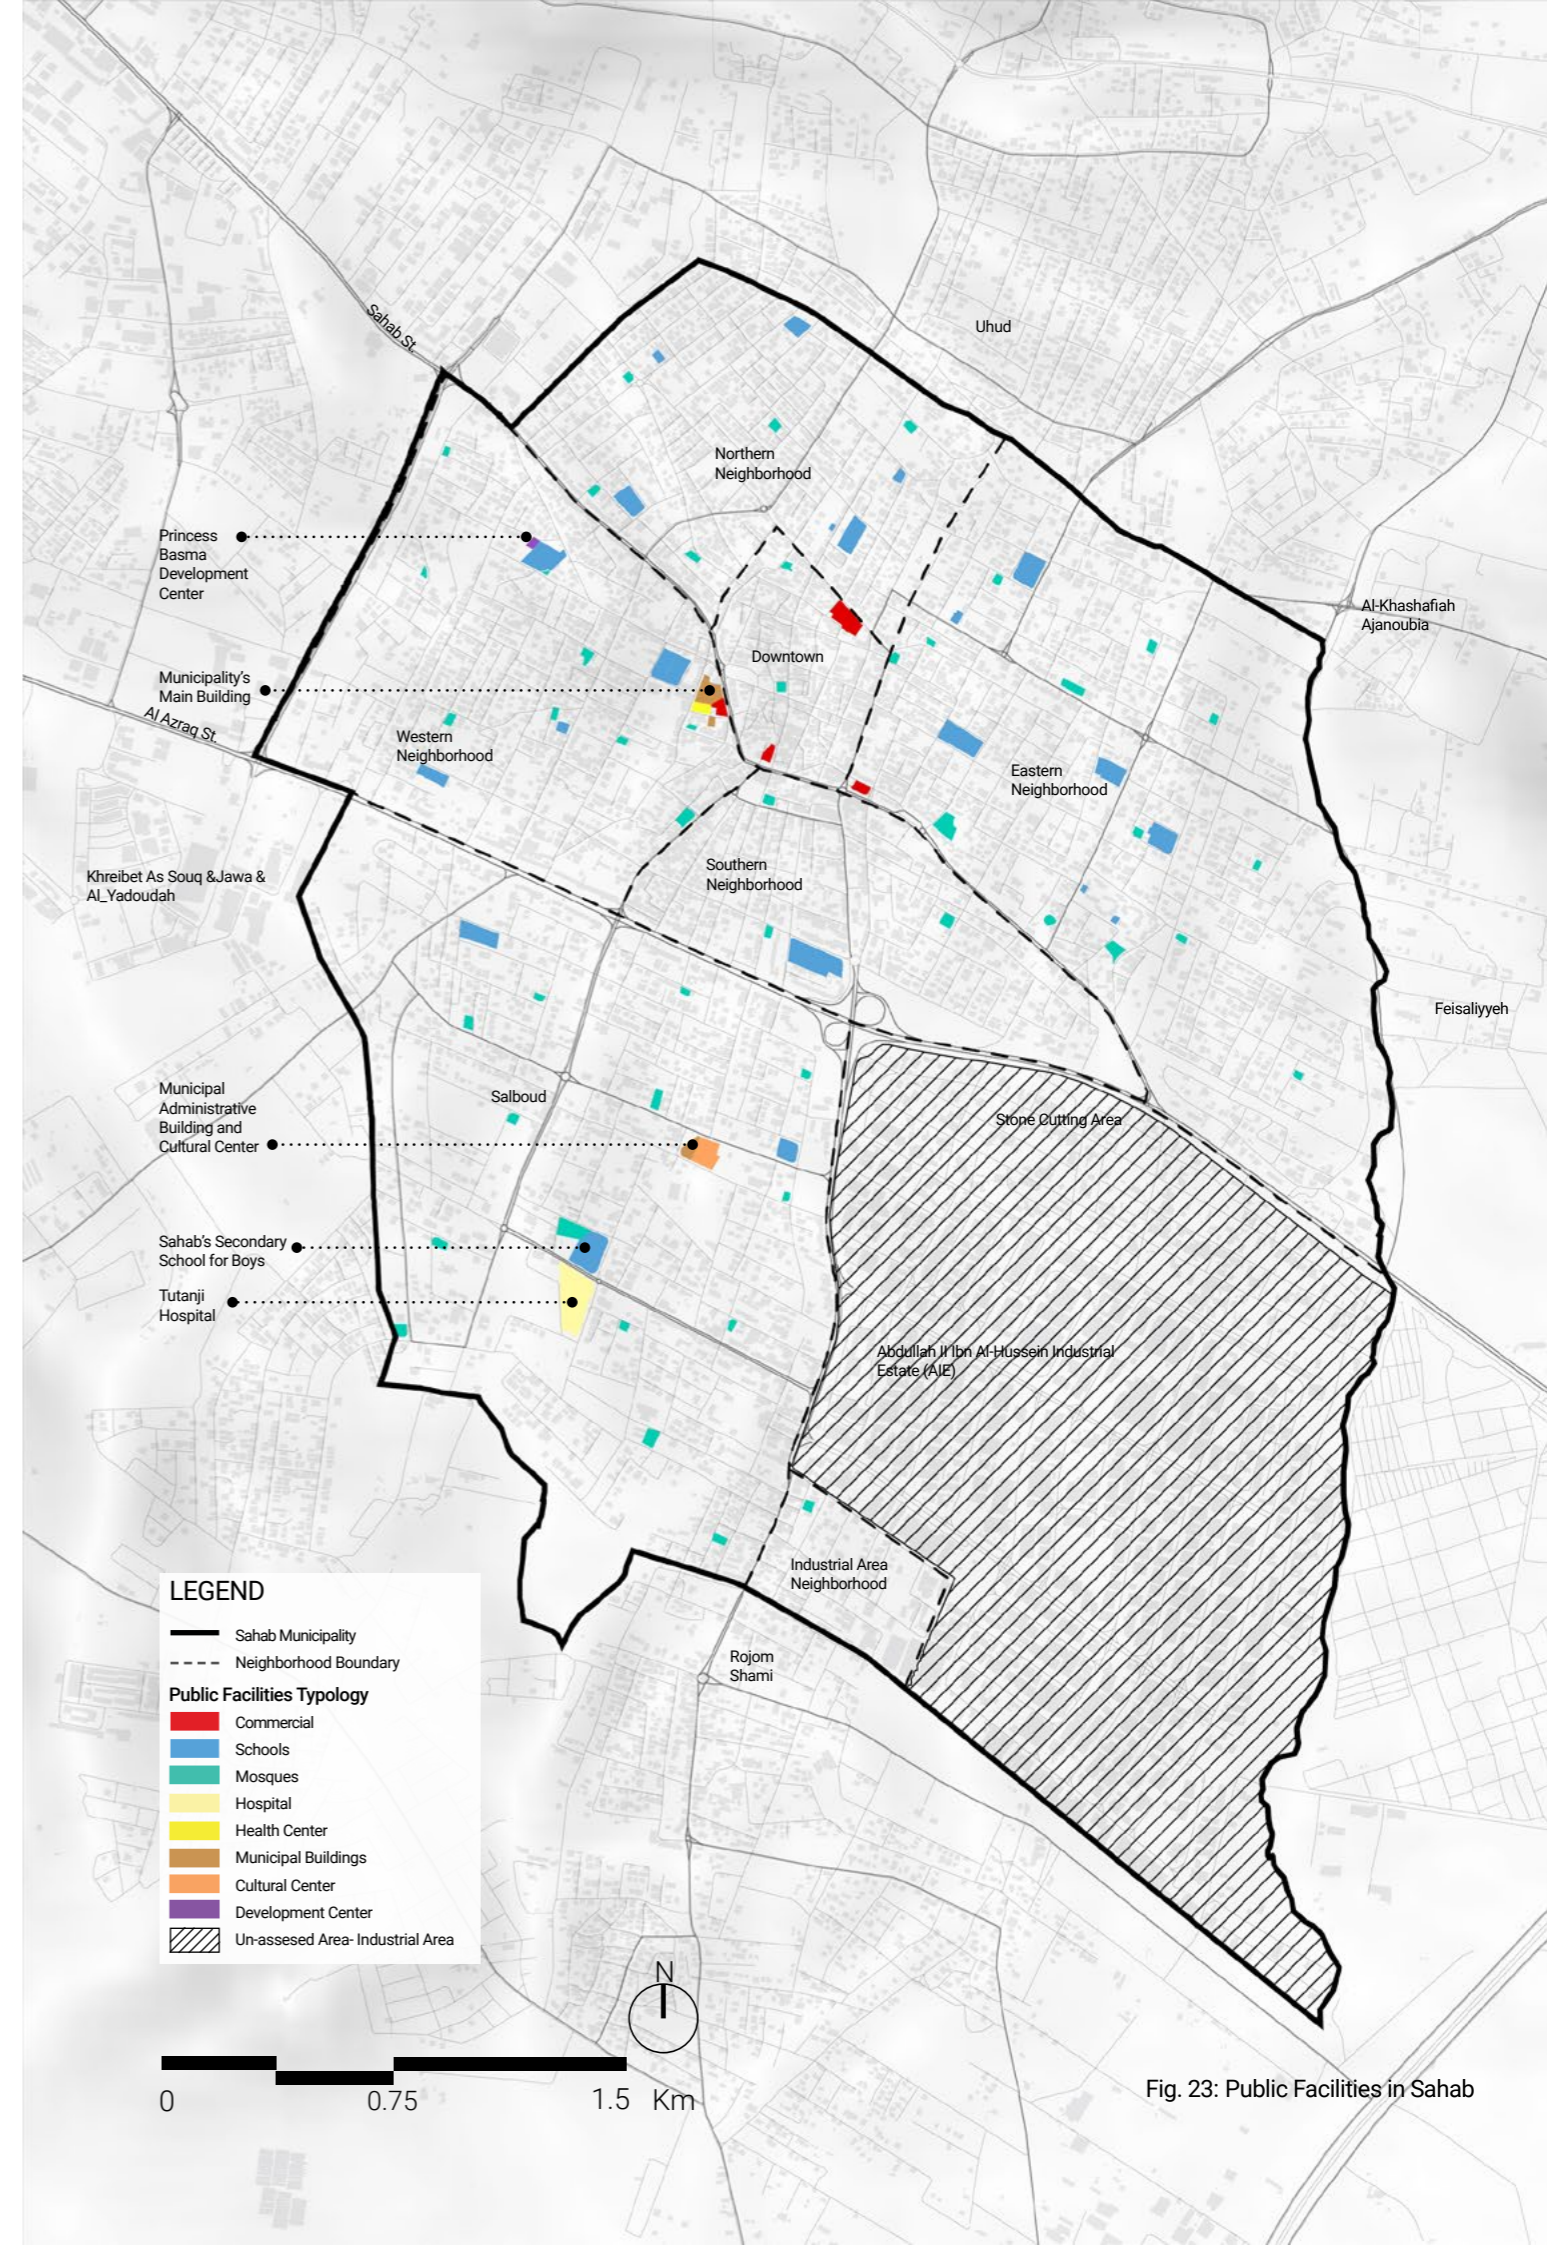 Sahab St.
Uhud
Northern
Neighborhood
Princess
Basma
Development
Center
Al-Khashafiah
Ajanoubia
Downtown
Municipality's
Main Building
Al Azraq St.
Western
Neighborhood
Eastern
Neighborhood
Southern
Neighborhood
Khreibet As Souq &Jawa &
Al_Yadoudah
Feisaliyyeh
Municipal
Administrative
Building and
Cultural Center
Salboud
Stone Cutting Area
Sahab's Secondary
School for Boys
Tutanji
Hospital
Abdullah II Ibn Al-Hussein Industrial
Estate (AIE)
Industrial Area
Neighborhood
Rojom
Shami
LEGEND
Sahab Municipality
Neighborhood Boundary
Public Facilities Typology
Commercial
Schools
Mosques
Hospital
Health Center
Municipal Buildings
Cultural Center
Development Center
Un-assesed Area- Industrial Area
N
0 0.75 1.5 Km
Fig. 23: Public Facilities in Sahab